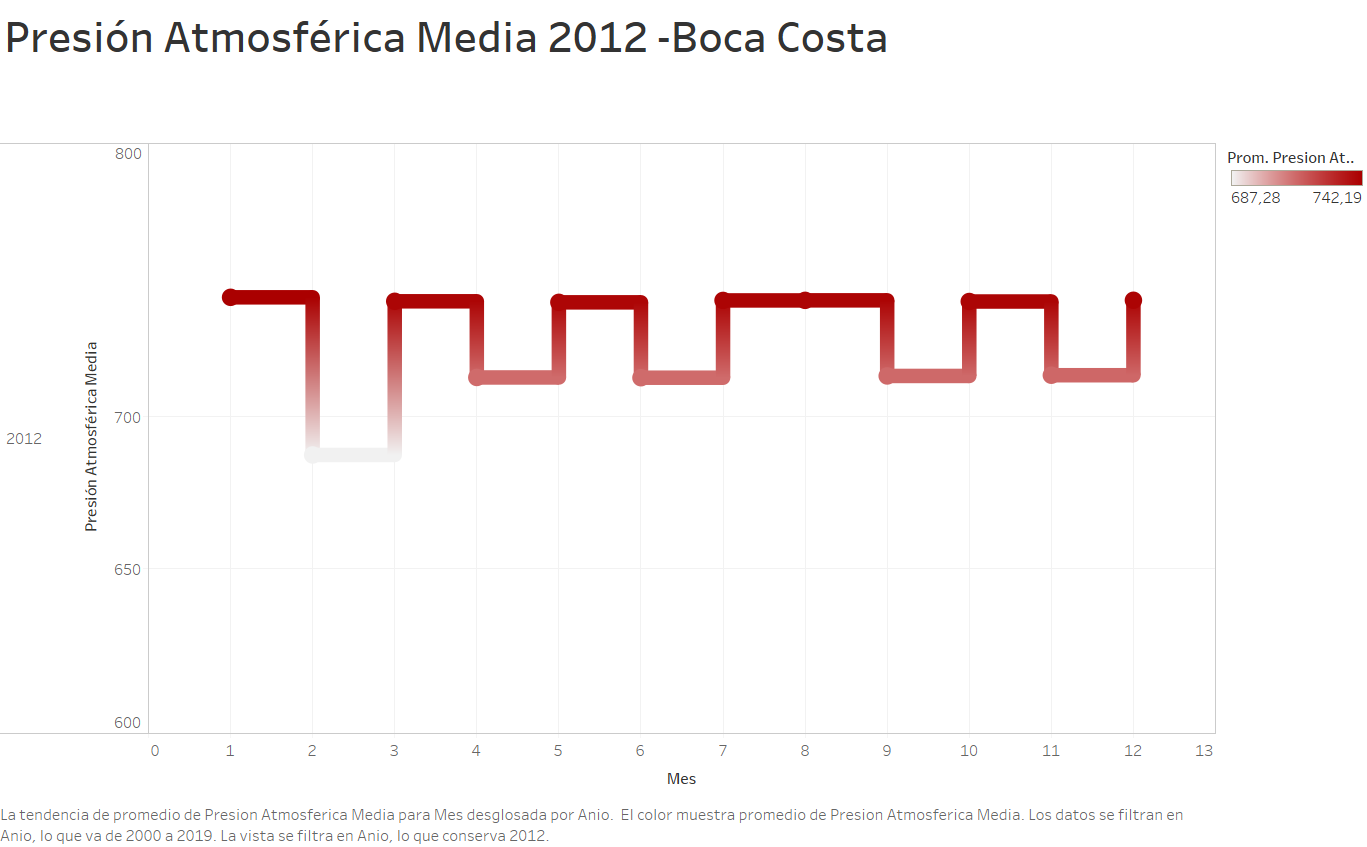 Presión Atmosférica Media 2012 -Boca Costa
Prom. Presion At..
687,28 742,19
800
700
650
600
2012
Presión Atmosférica Media
0 1 2 3 4 5 6 7 8 9 10 11 12 13
Mes
La tendencia de promedio de Presion Atmosferica Media para Mes desglosada por Anio.  El color muestra promedio de Presion Atmosferica Media. Los datos se filtran en
Anio, lo que va de 2000 a 2019. La vista se filtra en Anio, lo que conserva 2012.